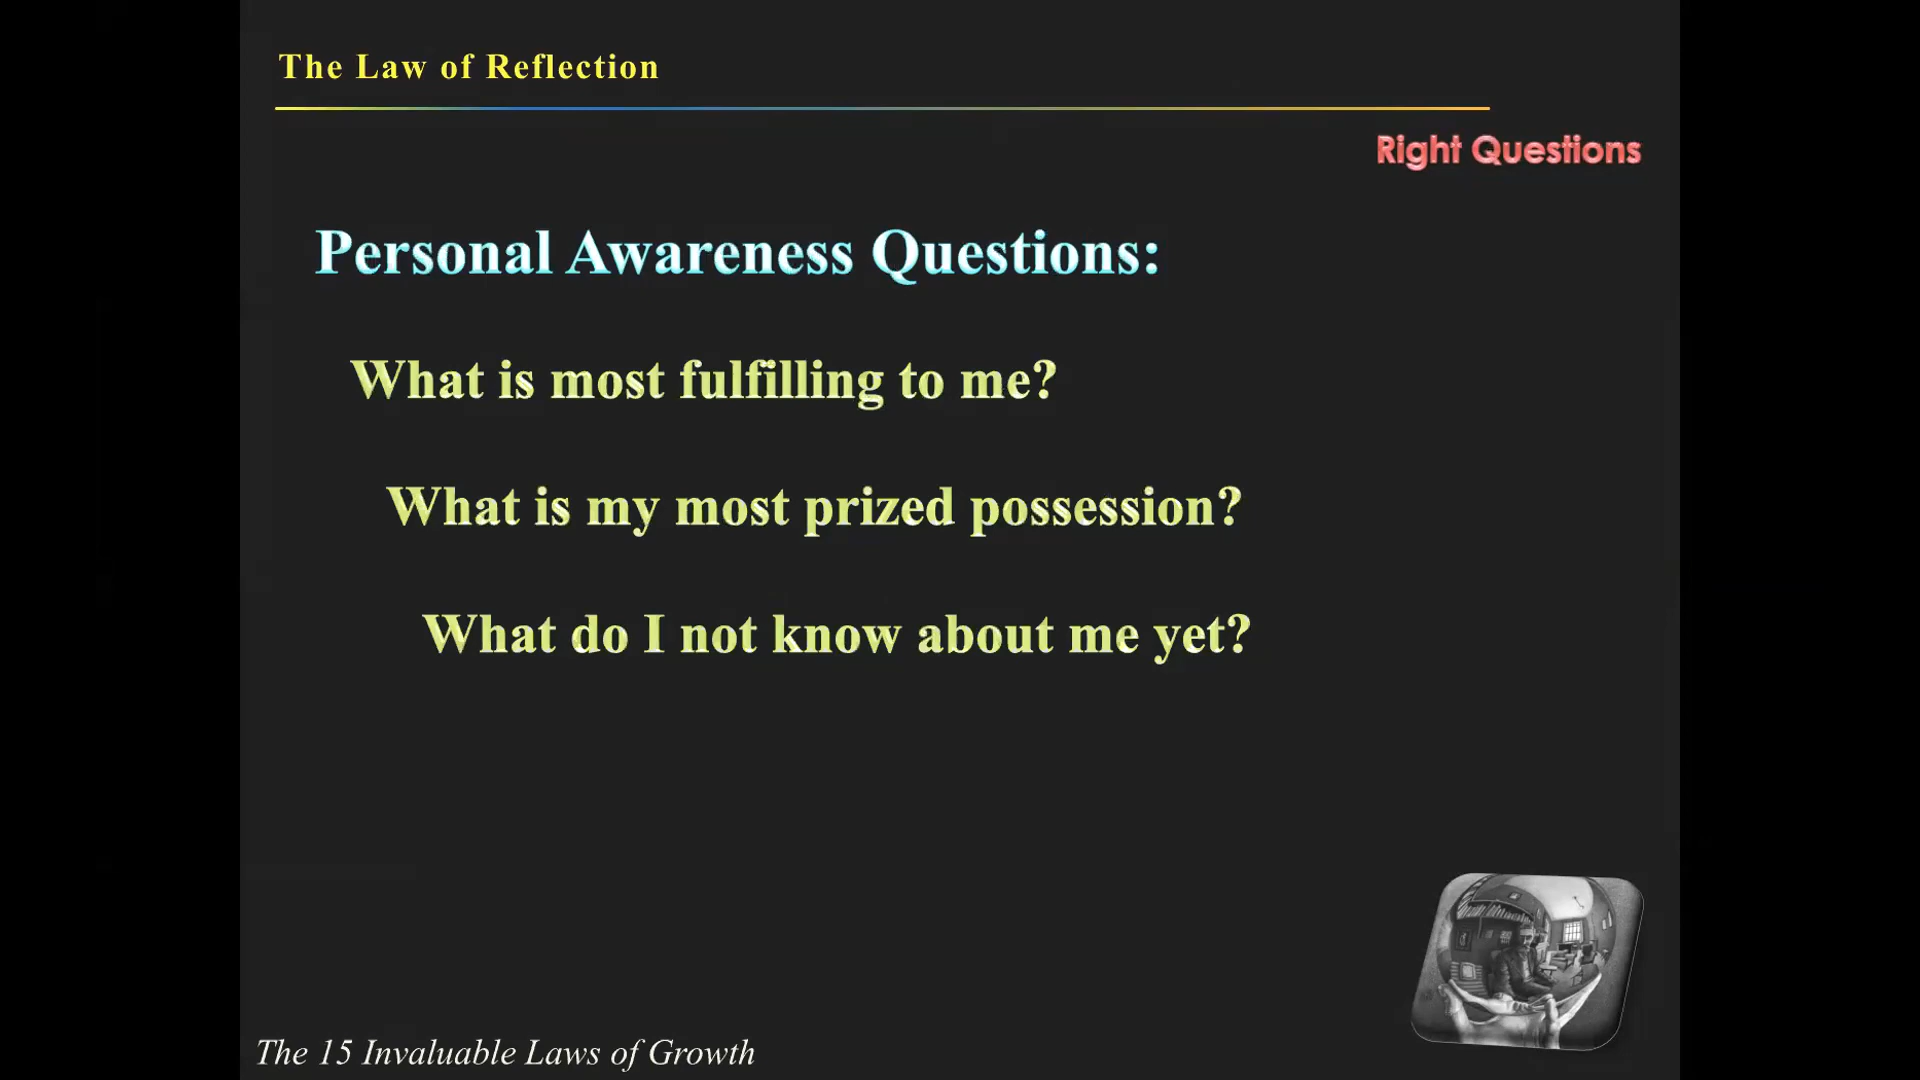 The Law of Reflection
Right Questions
Personal Awareness Questions:
What is most fulfilling to me?
What is my most prized possession?
What do I not know about me yet?
The 15 Invaluable Laws of Growth